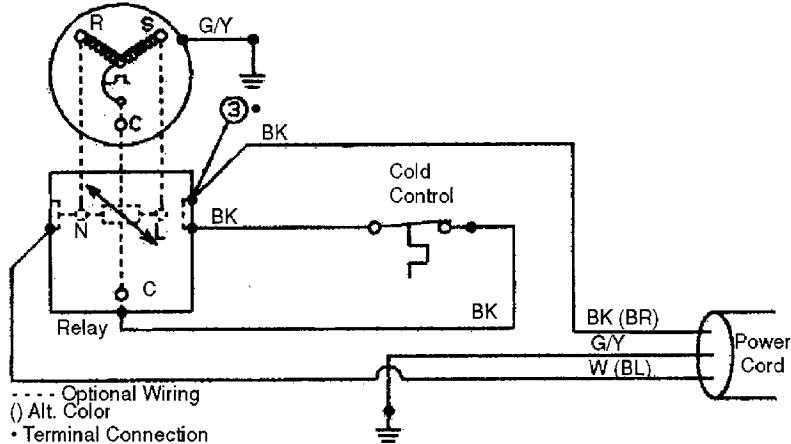 R
S
G/Y
C
3
BK
Cold
Control
N
L
BK
C
BK
Relay
BK (BR)
G/Y
W (BL)
Power
Cord
- - - - - Optional Wiring
() Alt. Color
• Terminal Connection